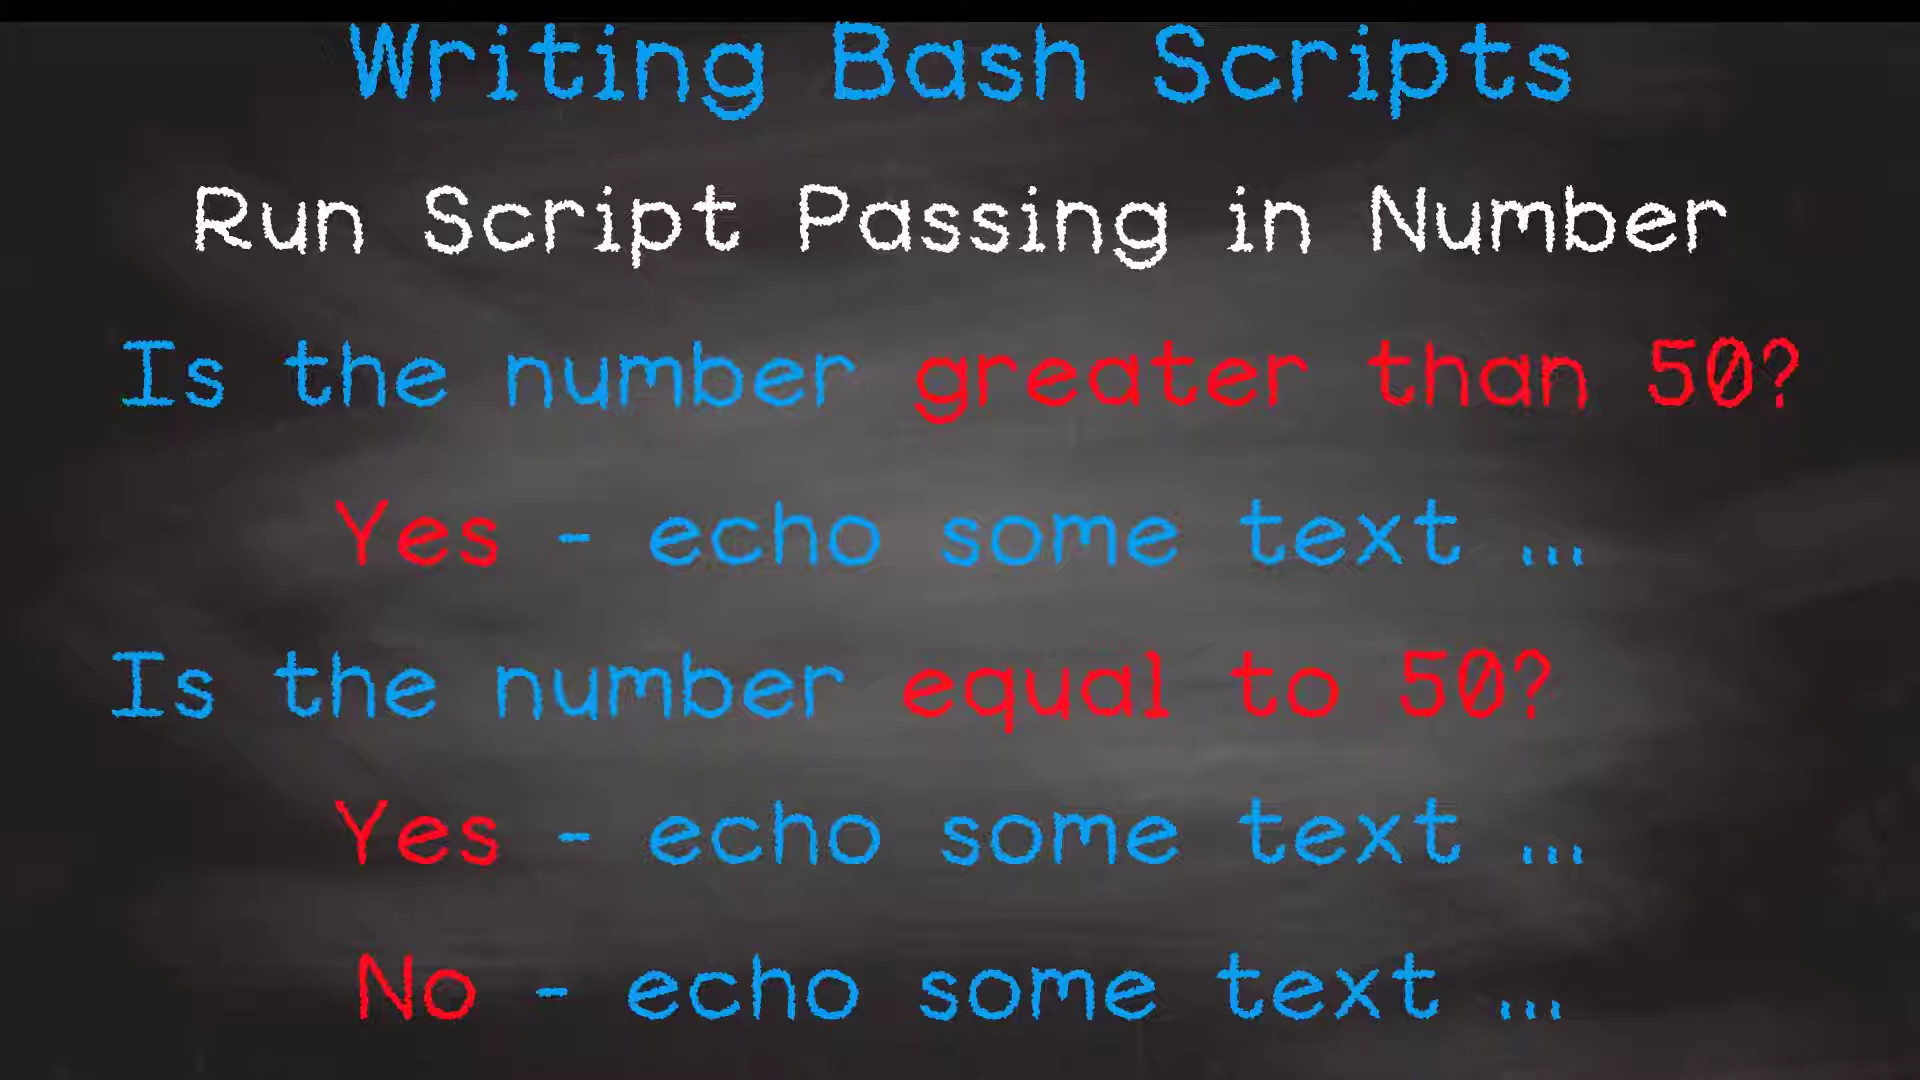 Writing Bash Scripts
Run Script Passing in Number
Is the number greater than 50?
Yes - echo some text ...
Is the number equal to 50?
Yes - echo some text ...
No - echo some text ...